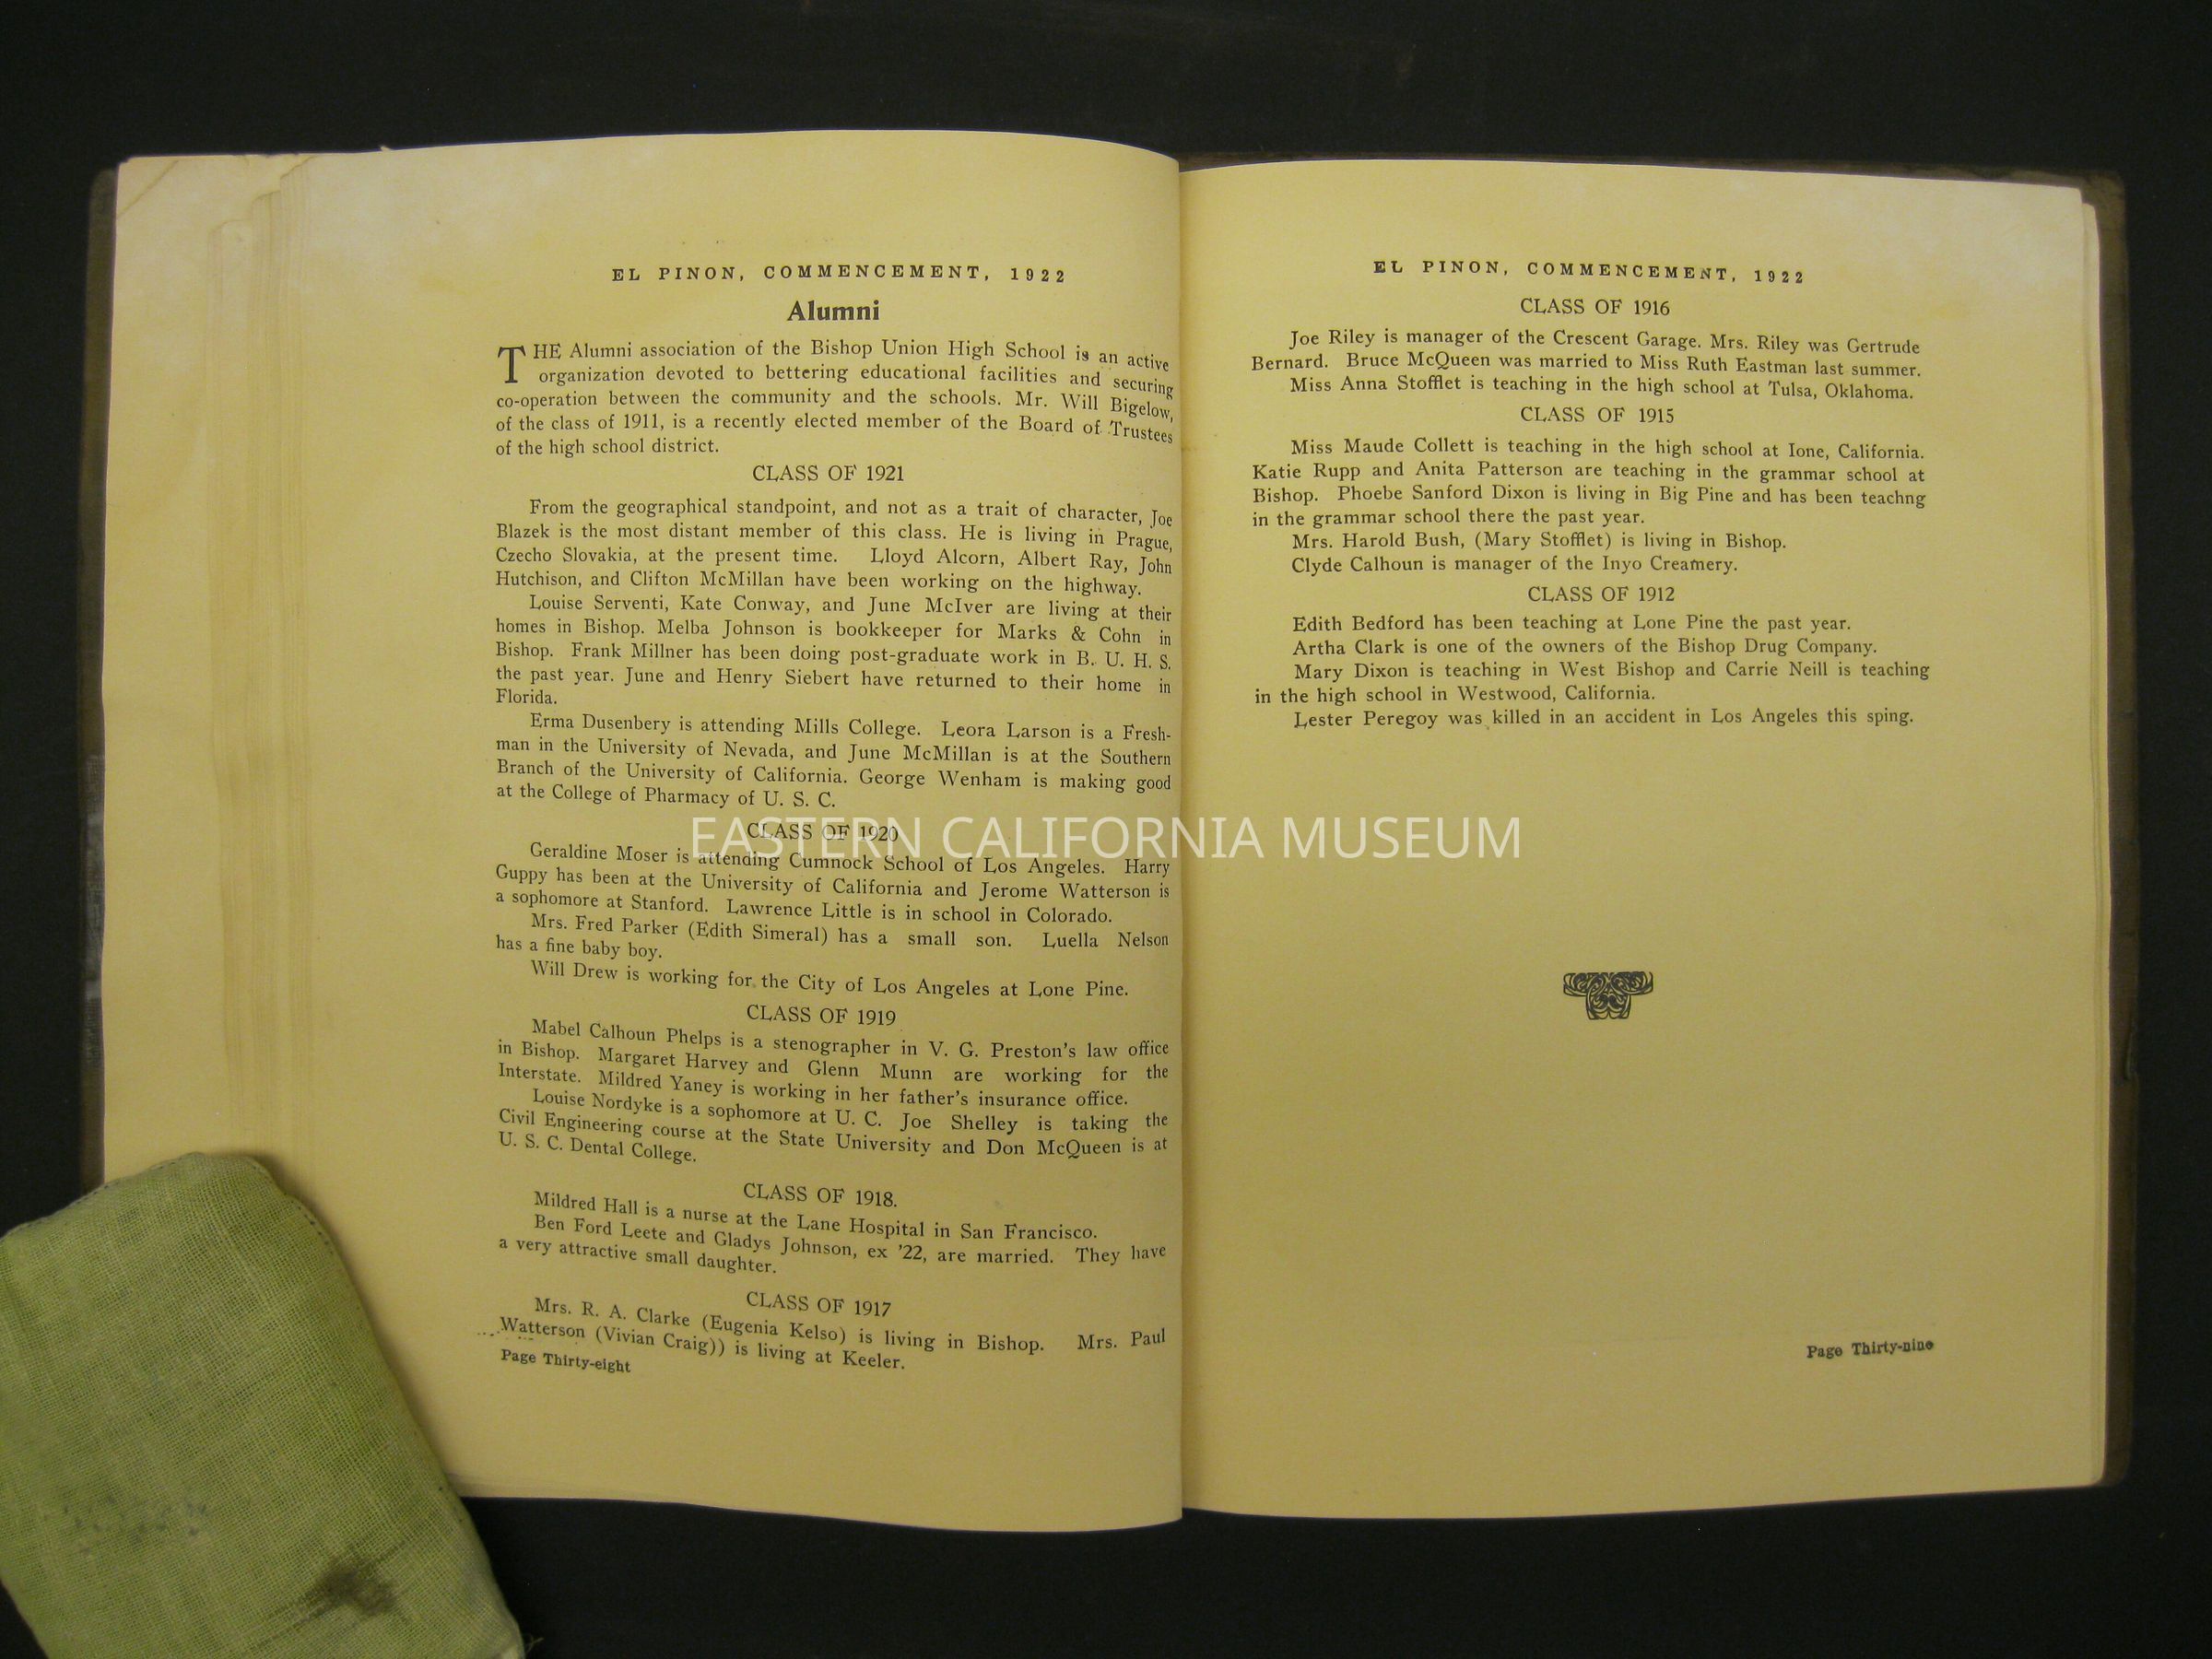 EL PINON, COMMENCEMENT, 1922
Alumni
THE Alumni association of the Bishop Union High School is an active
organization devoted to bettering educational facilities and securing
co-operation between the community and the schools. Mr. Will Bigelow,
of the class of 1911, is a recently elected member of the Board of Trustees
of the high school district.
CLASS OF 1921
From the geographical standpoint, and not as a trait of character, Joe
Blazek is the most distant member of this class. He is living in Prague,
Czecho Slovakia, at the present time. Lloyd Alcorn, Albert Ray, John
Hutchison, and Clifton McMillan have been working on the highway.
Louise Serventi, Kate Conway, and June McIver are living at their
homes in Bishop. Melba Johnson is bookkeeper for Marks & Cohn in
Bishop. Frank Millner has been doing post-graduate work in B. U. H. S.
the past year. June and Henry Siebert have returned to their home in
Florida.
Erma Dusenbery is attending Mills College. Leora Larson is a Fresh-
man in the University of Nevada, and June McMillan is at the Southern
Branch of the University of California. George Wenham is making good
at the College of Pharmacy of U. S. C.
CLASS OF 1920
Geraldine Moser is attending Cumnock School of Los Angeles. Harry
Guppy has been at the University of California and Jerome Watterson is
a sophomore at Stanford. Lawrence Little is in school in Colorado.
Mrs. Fred Parker (Edith Simeral) has a small son. Luella Nelson
has a fine baby boy.
Will Drew is working for the City of Los Angeles at Lone Pine.
CLASS OF 1919
Mabel Calhoun Phelps is a stenographer in V. G. Preston's law office
in Bishop. Margaret Harvey and Glenn Munn are working for the
Interstate. Mildred Yaney is working in her father's insurance office.
Louise Nordyke is a sophomore at U. C. Joe Shelley is taking the
Civil Engineering course at the State University and Don McQueen is at
U. S. C. Dental College.
CLASS OF 1918.
Mildred Hall is a nurse at the Lane Hospital in San Francisco.
Ben Ford Leete and Gladys Johnson, ex '22, are married. They have
a very attractive small daughter.
CLASS OF 1917
Mrs. R. A. Clarke (Eugenia Kelso) is living in Bishop. Mrs. Paul
Watterson (Vivian Craig)) is living at Keeler.
Page Thirty-eight
EL PINON, COMMENCEMENT, 1922
CLASS OF 1916
Joe Riley is manager of the Crescent Garage. Mrs. Riley was Gertrude
Bernard. Bruce McQueen was married to Miss Ruth Eastman last summer.
Miss Anna Stofflet is teaching in the high school at Tulsa, Oklahoma.
CLASS OF 1915
Miss Maude Collett is teaching in the high school at Ione, California.
Katie Rupp and Anita Patterson are teaching in the grammar school at
Bishop. Phoebe Sanford Dixon is living in Big Pine and has been teachng
in the grammar school there the past year.
Mrs. Harold Bush, (Mary Stofflet) is living in Bishop.
Clyde Calhoun is manager of the Inyo Creamery.
CLASS OF 1912
Edith Bedford has been teaching at Lone Pine the past year.
Artha Clark is one of the owners of the Bishop Drug Company.
Mary Dixon is teaching in West Bishop and Carrie Neill is teaching
in the high school in Westwood, California.
Lester Peregoy was killed in an accident in Los Angeles this sping.
Page Thirty-nine
EASTERN CALIFORNIA MUSEUM